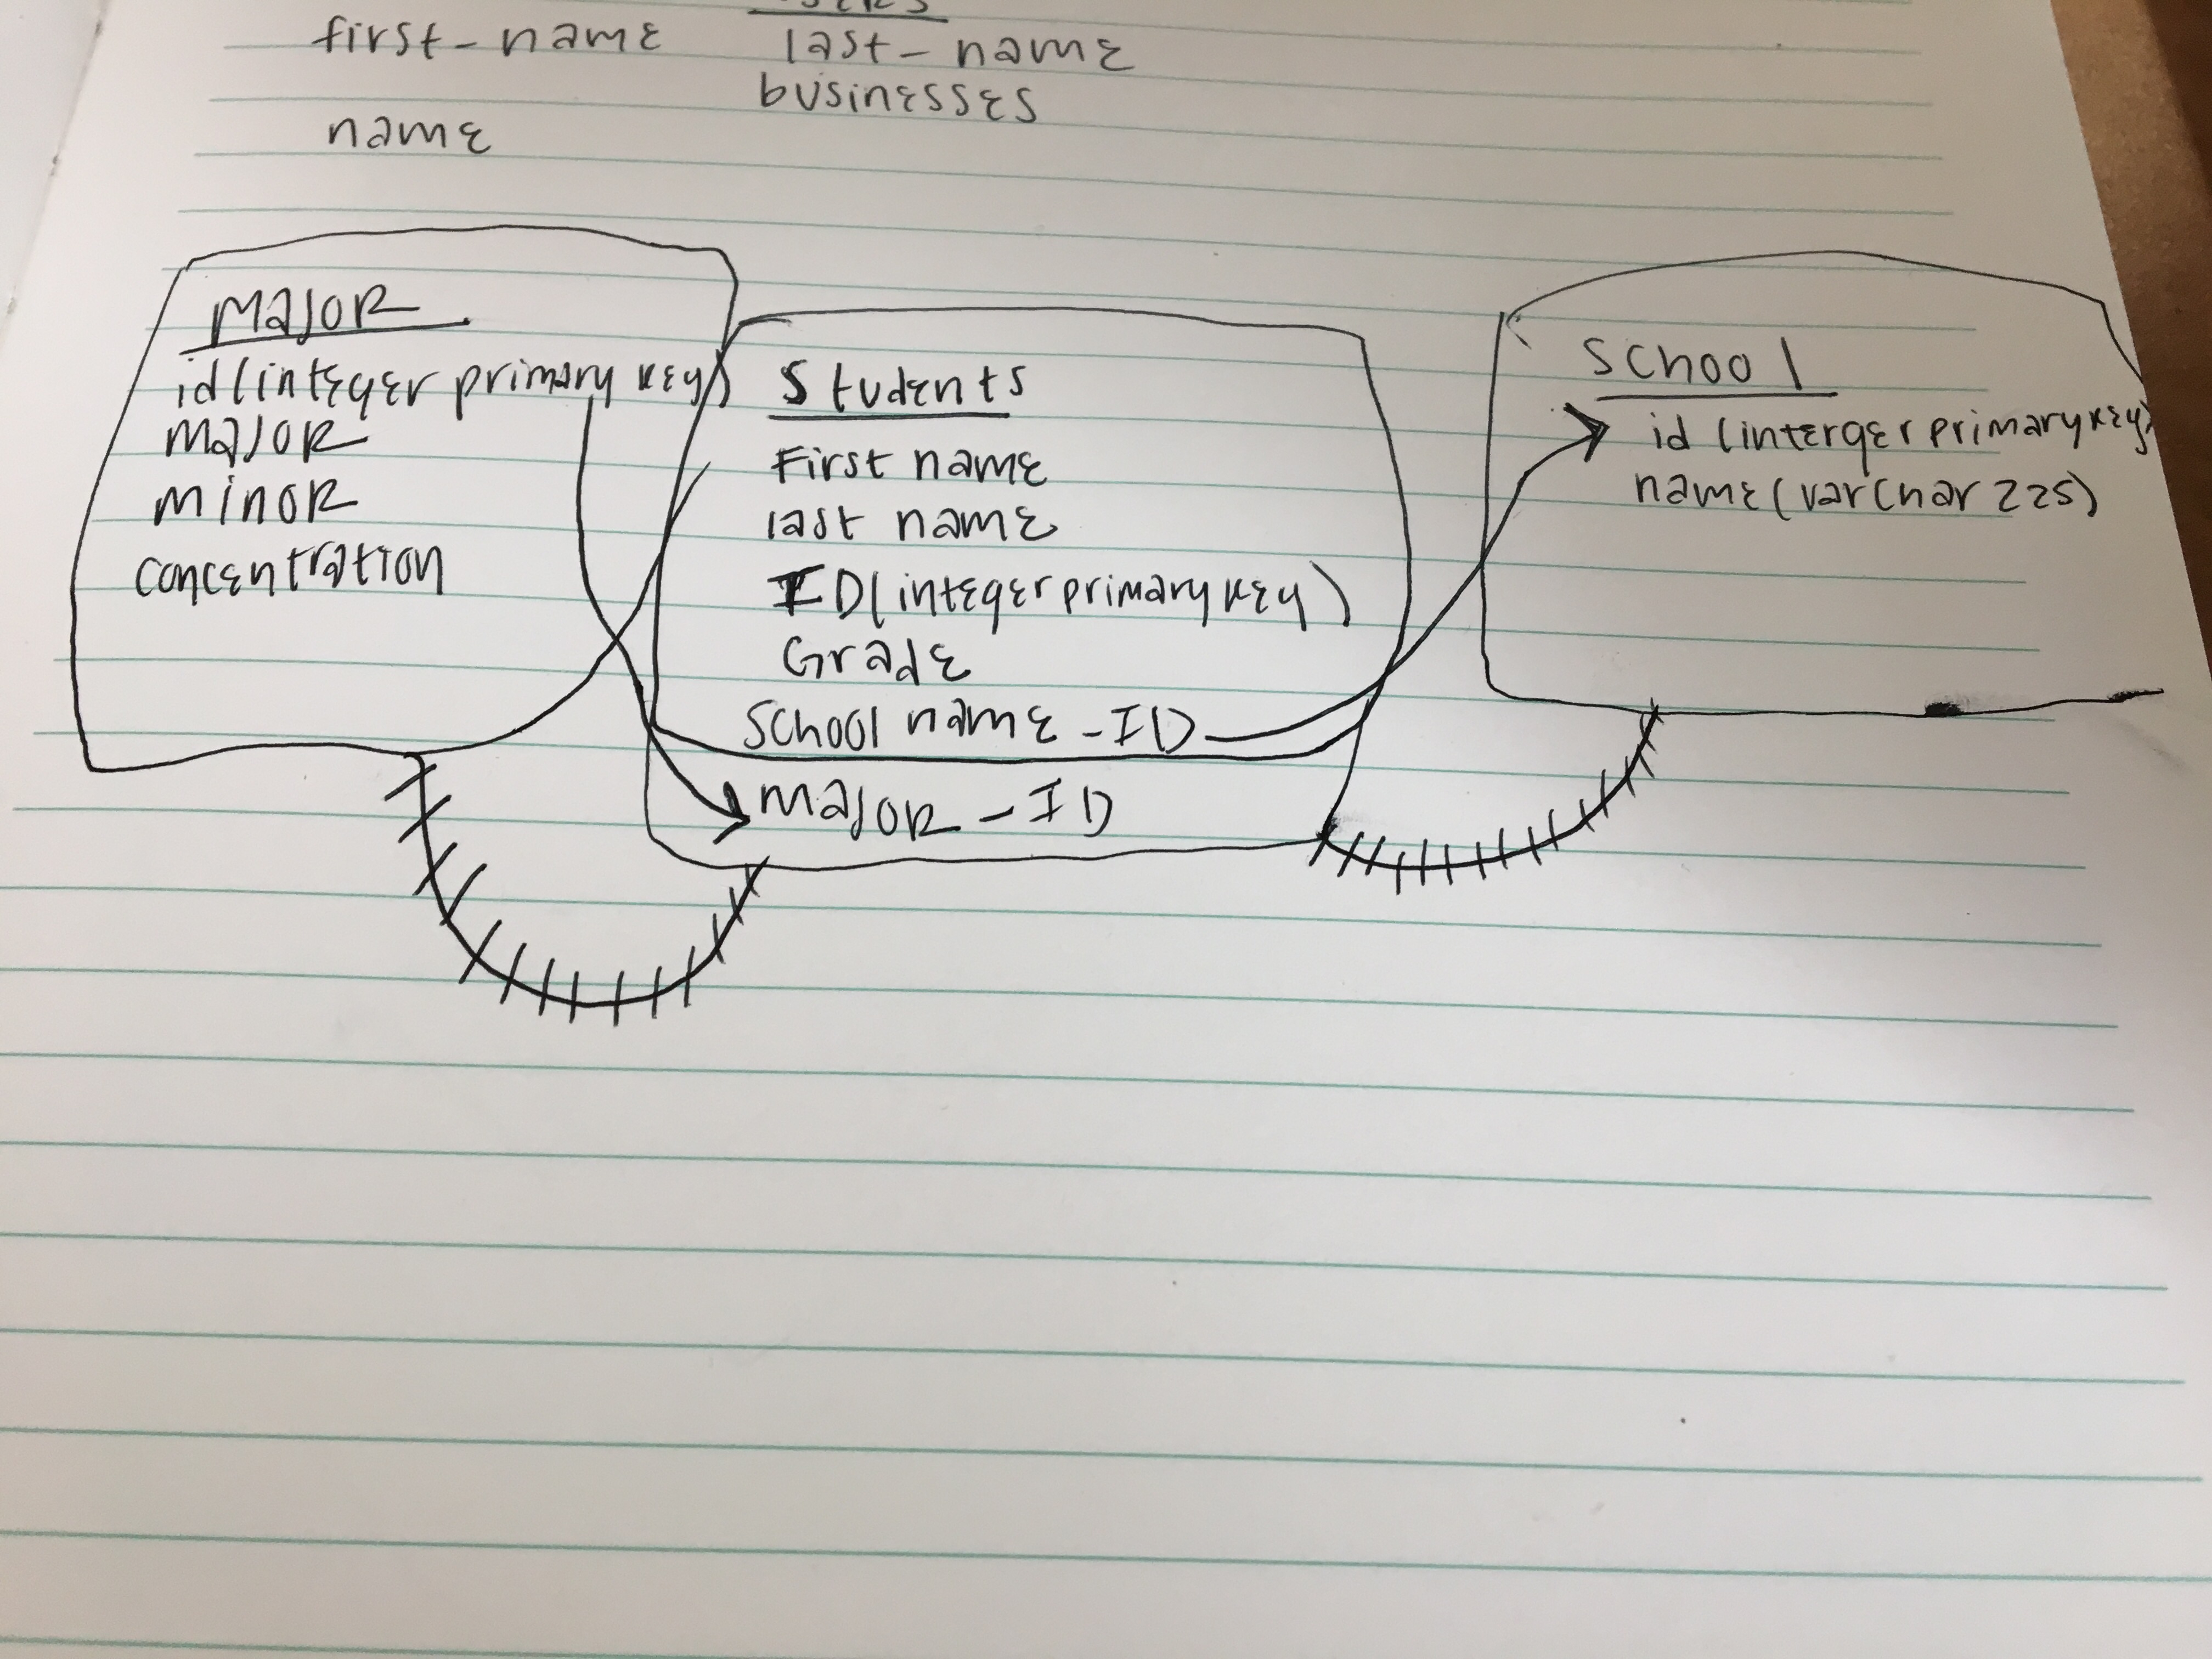 first-name last-name
businesses
name
Major
id (integer primary key)
Major
minor
concentration
Students
First name
last name
ID (integer primary key)
Grade
School name - ID
Major - ID
School
id (interger primary key)
name (varchar 225)